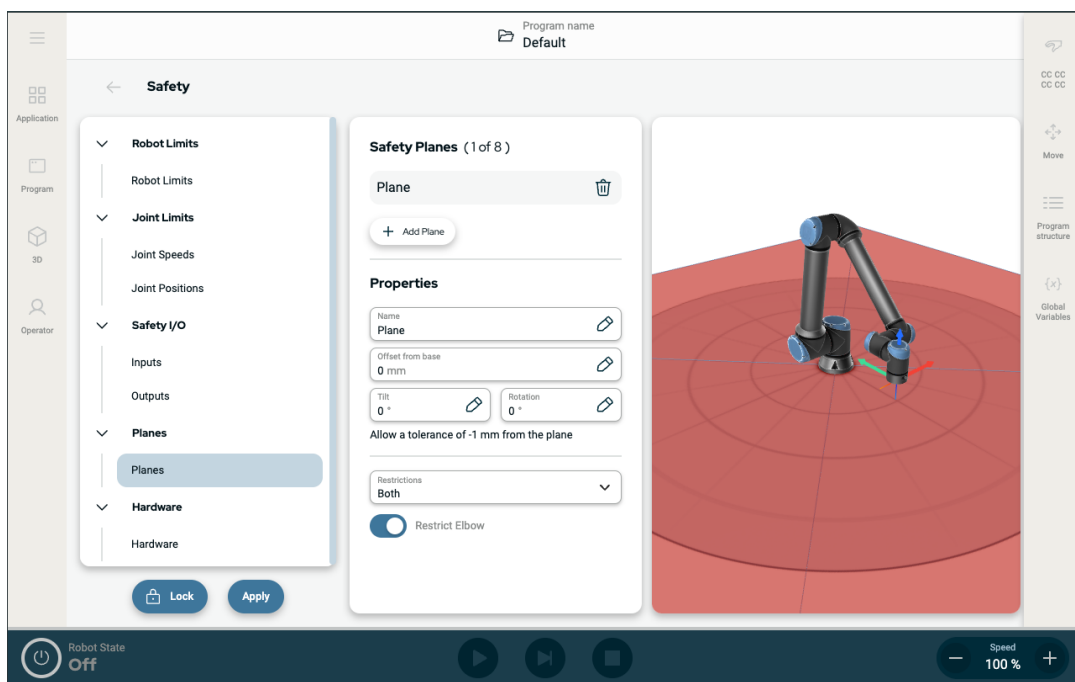 Program name
Default
Safety
Application
Program
3D
Operator
Robot Limits
Robot Limits
Joint Limits
Joint Speeds
Joint Positions
Safety I/O
Inputs
Outputs
Planes
Planes
Hardware
Hardware
Lock
Apply
Safety Planes (1 of 8)
Plane
+ Add Plane
Properties
Name
Plane
Offset from base
0 mm
Tilt
0 °
Rotation
0 °
Allow a tolerance of -1 mm from the plane
Restrictions
Both
Restrict Elbow
CC CC
CC CC
Move
Program
structure
{x}
Global
Variables
Robot State
Off
Speed
100 %